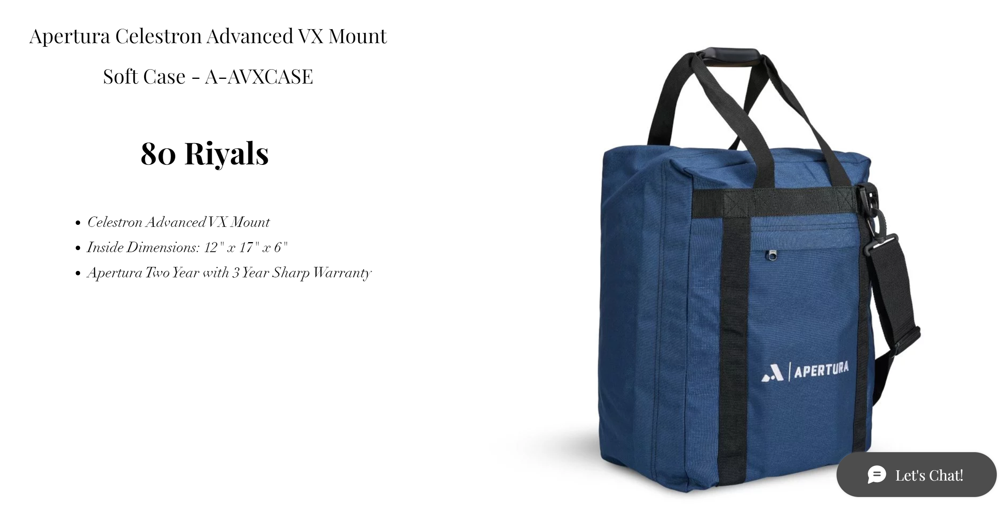 Apertura Celestron Advanced VX Mount
Soft Case - A-AVXCASE
80 Riyals
• Celestron Advanced VX Mount
• Inside Dimensions: 12" x 17" x 6"
• Apertura Two Year with 3 Year Sharp Warranty
A | APERTURA
Let's Chat!